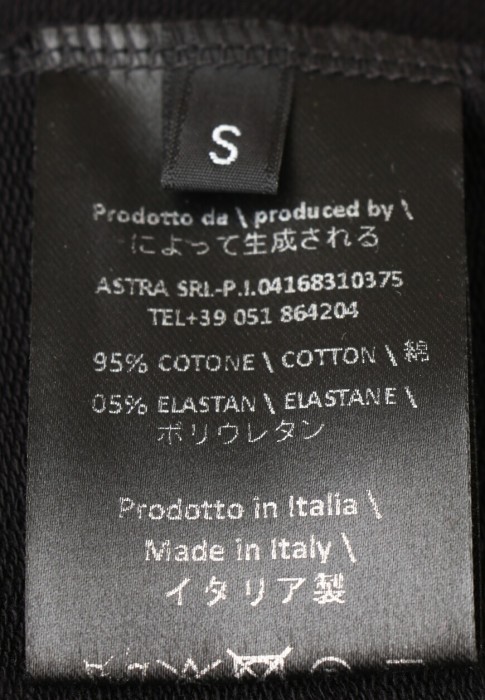 S
Prodotto da \ produced by \
によって生成される
ASTRA SRL-P.I.04168310375
TEL+39 051 864204
95% COTONE \ COTTON \ 綿
05% ELASTAN \ ELASTANE \
ポリウレタン
Prodotto in Italia \
Made in Italy \
イタリア製